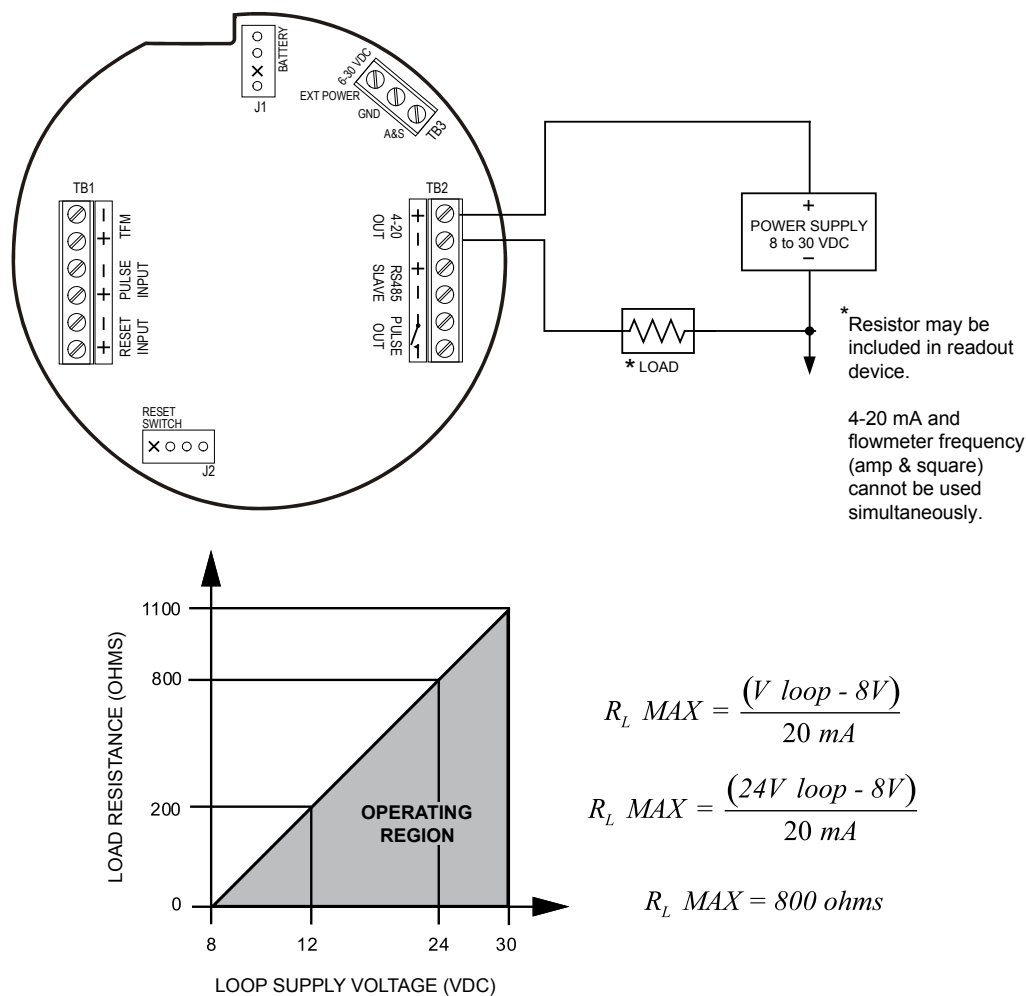 BATTERY
J1
6-30 VDC
EXT POWER
GND
A&S
TB3
TB1
− TFM
+
− PULSE
+ INPUT
− RESET
+ INPUT
TB2
+ 4-20
− OUT
+ RS485
− SLAVE
PULSE
OUT
RESET
SWITCH
J2
+
POWER SUPPLY
8 to 30 VDC
−
* LOAD
*Resistor may be
included in readout
device.
4-20 mA and
flowmeter frequency
(amp & square)
cannot be used
simultaneously.
LOAD RESISTANCE (OHMS)
1100
800
200
0
OPERATING
REGION
8 12 24 30
LOOP SUPPLY VOLTAGE (VDC)
R_L MAX = (V loop - 8V) / 20 mA
R_L MAX = (24V loop - 8V) / 20 mA
R_L MAX = 800 ohms